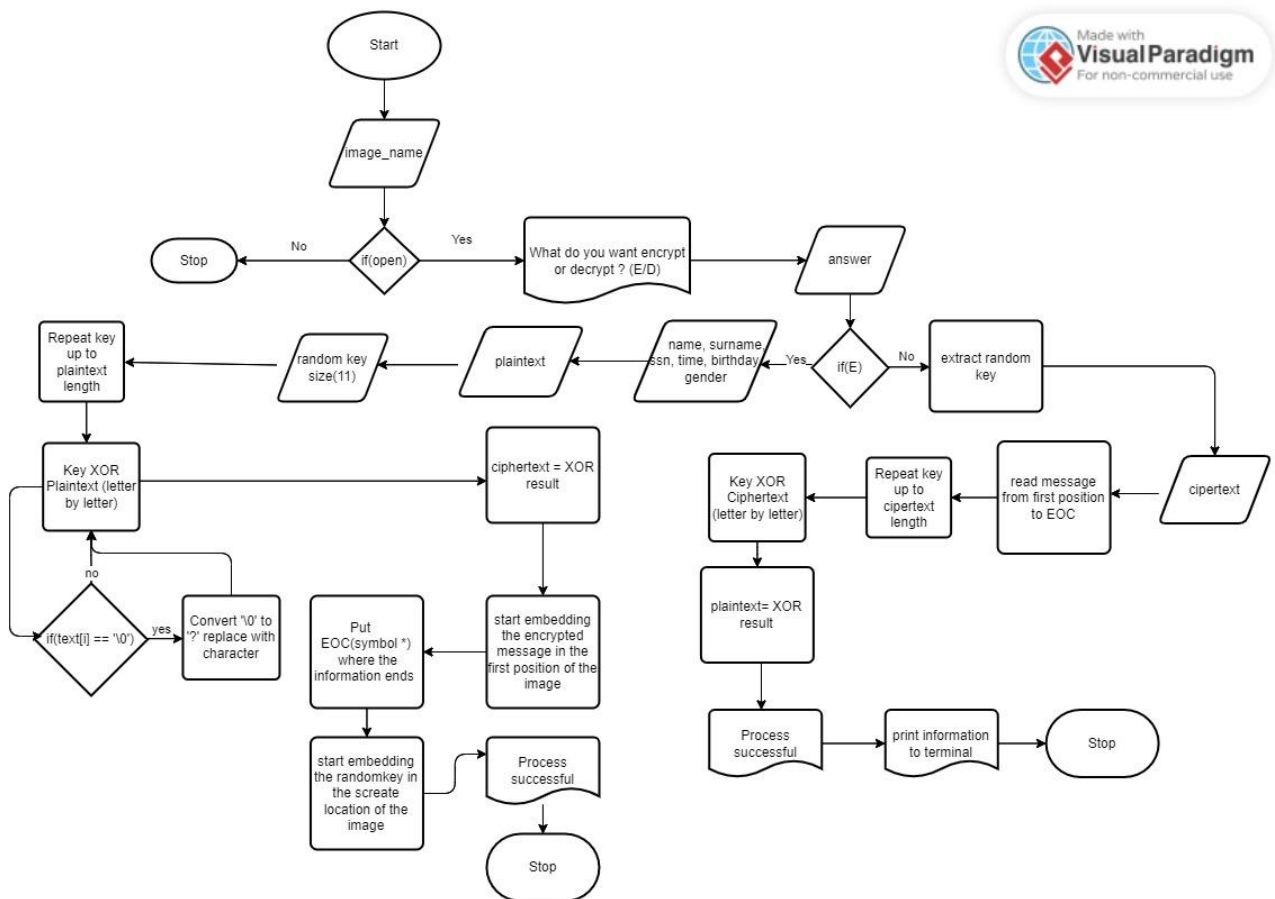 Made with
Visual Paradigm
For non-commercial use
Start
image_name
if(open)
No
Stop
Yes
What do you want encrypt
or decrypt ? (E/D)
answer
if(E)
Yes
No
name, surname,
ssn, time, birthday,
gender
plaintext
random key
size(11)
Repeat key
up to
plaintext
length
Key XOR
Plaintext (letter
by letter)
no
if(text[i] == '\0')
yes
Convert '\0' to
'?' replace with
character
ciphertext = XOR
result
start embedding
the encrypted
message in the
first position of the
image
Put
EOC(symbol *)
where the
information ends
start embedding
the randomkey in
the screate
location of the
image
Process
successful
Stop
extract random
key
cipertext
read message
from first position
to EOC
Repeat key
up to
cipertext
length
Key XOR
Ciphertext
(letter by letter)
plaintext= XOR
result
Process
successful
print information
to terminal
Stop